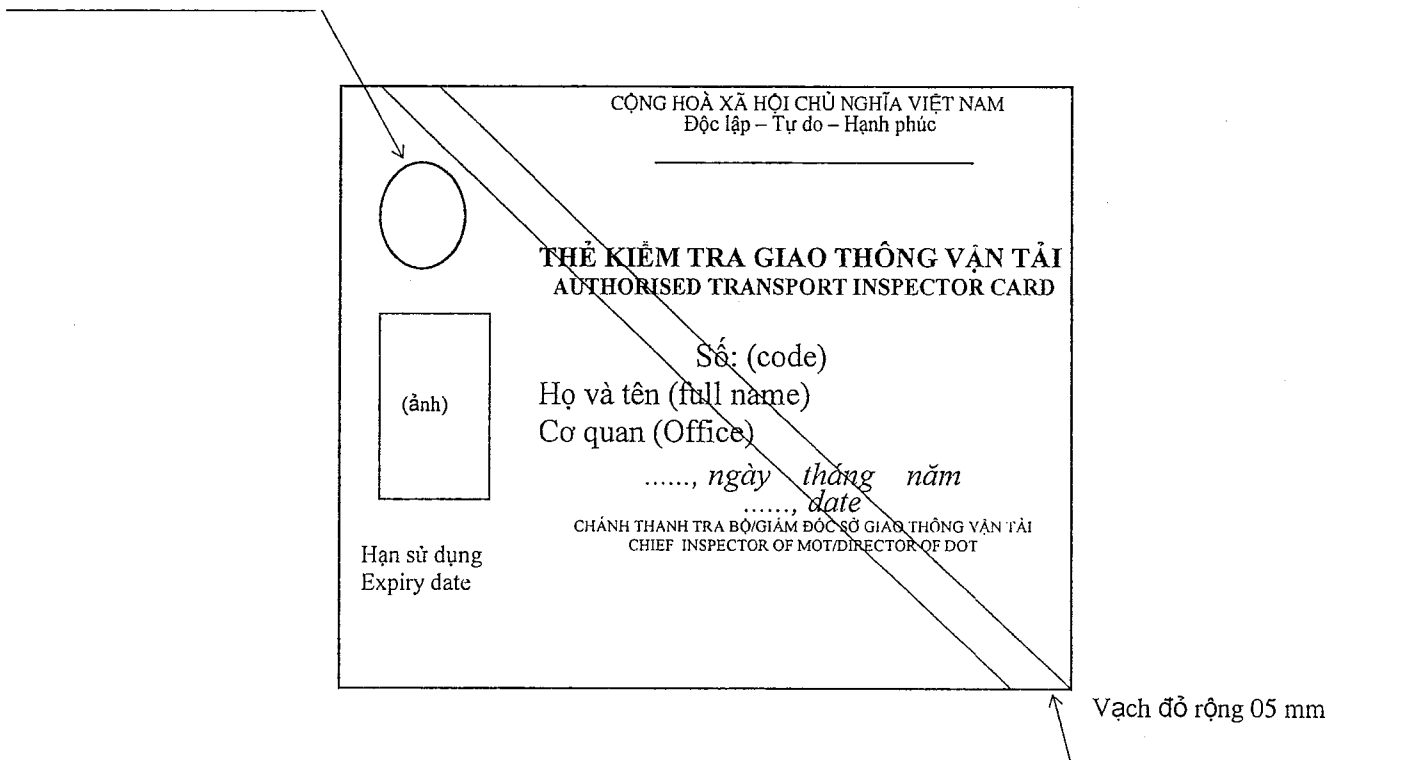 CỘNG HOÀ XÃ HỘI CHỦ NGHĨA VIỆT NAM
Độc lập – Tự do – Hạnh phúc
THẺ KIỂM TRA GIAO THÔNG VẬN TẢI
AUTHORISED TRANSPORT INSPECTOR CARD
Số: (code)
(ảnh)
Họ và tên (full name)
Cơ quan (Office)
......, ngày tháng năm
......, date
CHÁNH THANH TRA BỘ/GIÁM ĐỐC SỞ GIAO THÔNG VẬN TẢI
CHIEF INSPECTOR OF MOT/DIRECTOR OF DOT
Hạn sử dụng
Expiry date
Vạch đỏ rộng 05 mm